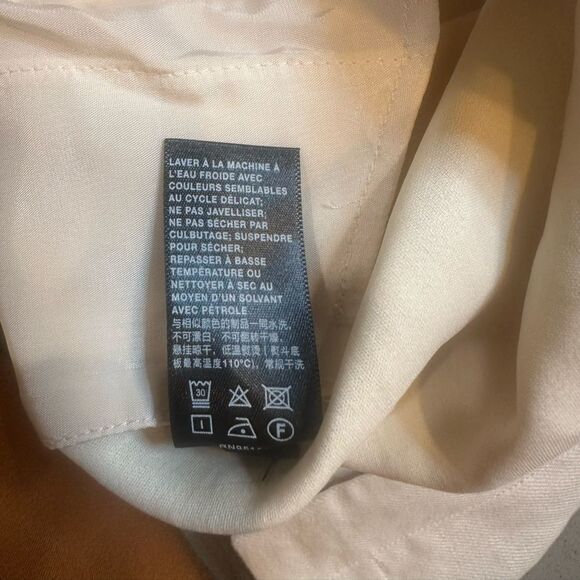 LAVER À LA MACHINE À
L'EAU FROIDE AVEC
COULEURS SEMBLABLES
AU CYCLE DÉLICAT;
NE PAS JAVELLISER;
NE PAS SÉCHER PAR
CULBUTAGE; SUSPENDRE
POUR SÉCHER;
REPASSER À BASSE
TEMPÉRATURE OU
NETTOYER À SEC AU
MOYEN D'UN SOLVANT
AVEC PÉTROLE
与相似颜色的制品一同水洗,
不可漂白, 不可翻转干燥,
悬挂晾干, 低温熨烫 (熨斗底
板最高温度110°C), 常规干洗
30
F